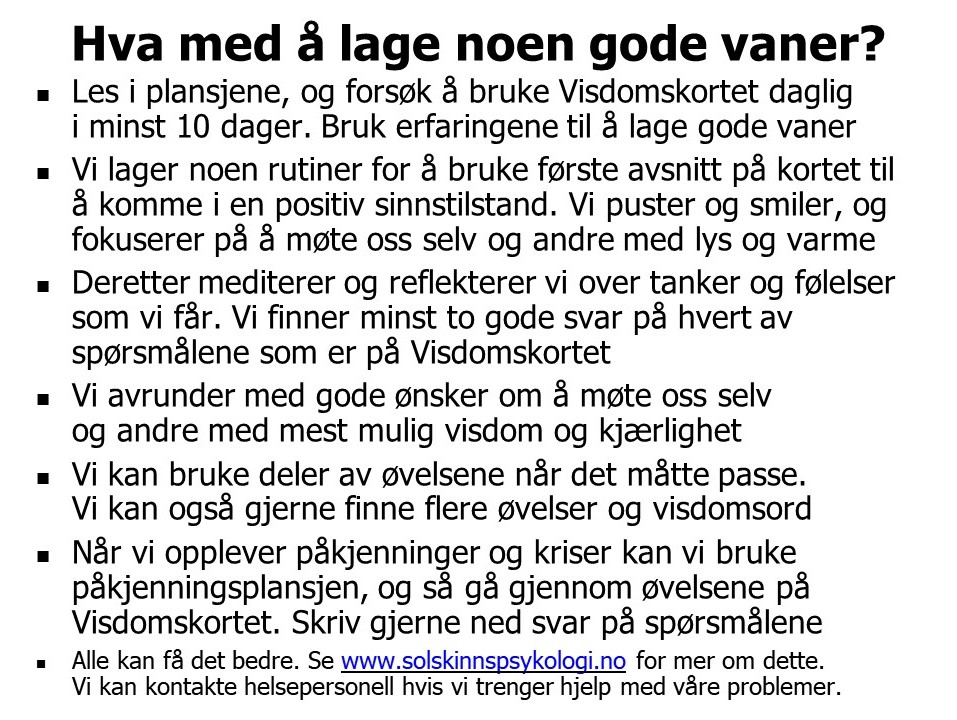 Hva med å lage noen gode vaner?
Les i plansjene, og forsøk å bruke Visdomskortet daglig
i minst 10 dager. Bruk erfaringene til å lage gode vaner
Vi lager noen rutiner for å bruke første avsnitt på kortet til
å komme i en positiv sinnstilstand. Vi puster og smiler, og
fokuserer på å møte oss selv og andre med lys og varme
Deretter mediterer og reflekterer vi over tanker og følelser
som vi får. Vi finner minst to gode svar på hvert av
spørsmålene som er på Visdomskortet
Vi avrunder med gode ønsker om å møte oss selv
og andre med mest mulig visdom og kjærlighet
Vi kan bruke deler av øvelsene når det måtte passe.
Vi kan også gjerne finne flere øvelser og visdomsord
Når vi opplever påkjenninger og kriser kan vi bruke
påkjenningsplansjen, og så gå gjennom øvelsene på
Visdomskortet. Skriv gjerne ned svar på spørsmålene
Alle kan få det bedre. Se www.solskinnspsykologi.no for mer om dette.
Vi kan kontakte helsepersonell hvis vi trenger hjelp med våre problemer.